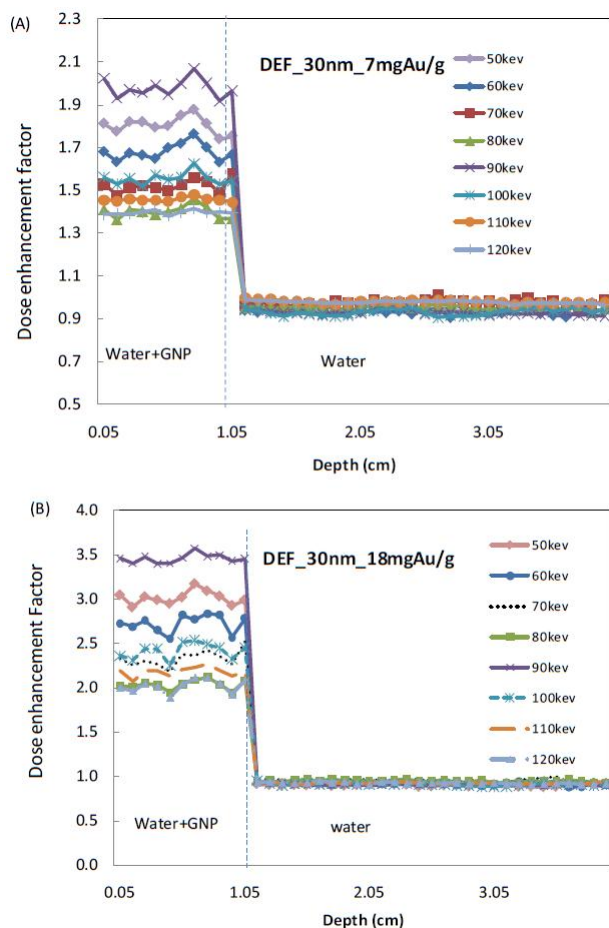 (A)
2.3
2.1
1.9
1.7
1.5
1.3
1.1
0.9
0.7
0.5
Dose enhancement factor
DEF_30nm_7mgAu/g
50kev
60kev
70kev
80kev
90kev
100kev
110kev
120kev
Water+GNP
Water
0.05
1.05
2.05
3.05
Depth (cm)
(B)
4.0
3.5
3.0
2.5
2.0
1.5
1.0
0.5
0.0
Dose enhancement Factor
DEF_30nm_18mgAu/g
50kev
60kev
70kev
80kev
90kev
100kev
110kev
120kev
Water+GNP
water
0.05
1.05
2.05
3.05
Depth (cm)